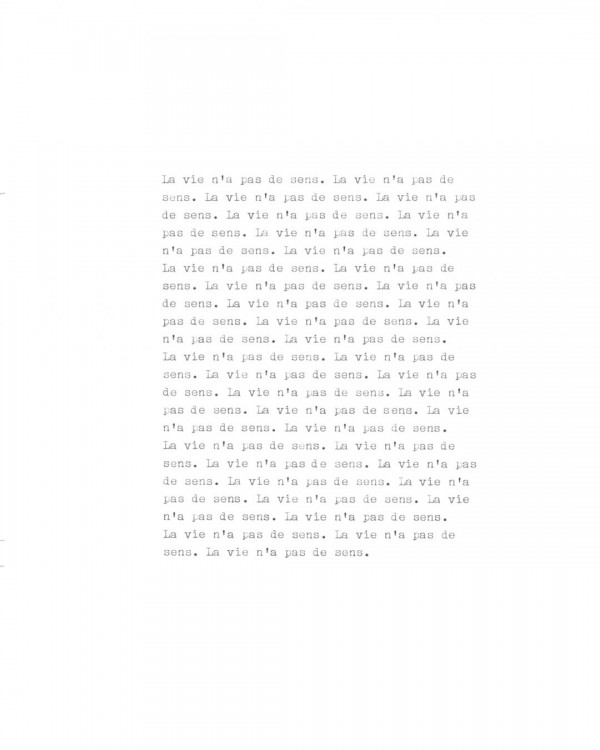 La vie n'a pas de sens. La vie n'a pas de
sens. La vie n'a pas de sens. La vie n'a pas
de sens. La vie n'a pas de sens. La vie n'a
pas de sens. La vie n'a pas de sens. La vie
n'a pas de sens. La vie n'a pas de sens.
La vie n'a pas de sens. La vie n'a pas de
sens. La vie n'a pas de sens. La vie n'a pas
de sens. La vie n'a pas de sens. La vie n'a
pas de sens. La vie n'a pas de sens. La vie
n'a pas de sens. La vie n'a pas de sens.
La vie n'a pas de sens. La vie n'a pas de
sens. La vie n'a pas de sens. La vie n'a pas
de sens. La vie n'a pas de sens. La vie n'a
pas de sens. La vie n'a pas de sens. La vie
n'a pas de sens. La vie n'a pas de sens.
La vie n'a pas de sens. La vie n'a pas de
sens. La vie n'a pas de sens. La vie n'a pas
de sens. La vie n'a pas de sens. La vie n'a
pas de sens. La vie n'a pas de sens. La vie
n'a pas de sens. La vie n'a pas de sens.
La vie n'a pas de sens. La vie n'a pas de
sens. La vie n'a pas de sens.